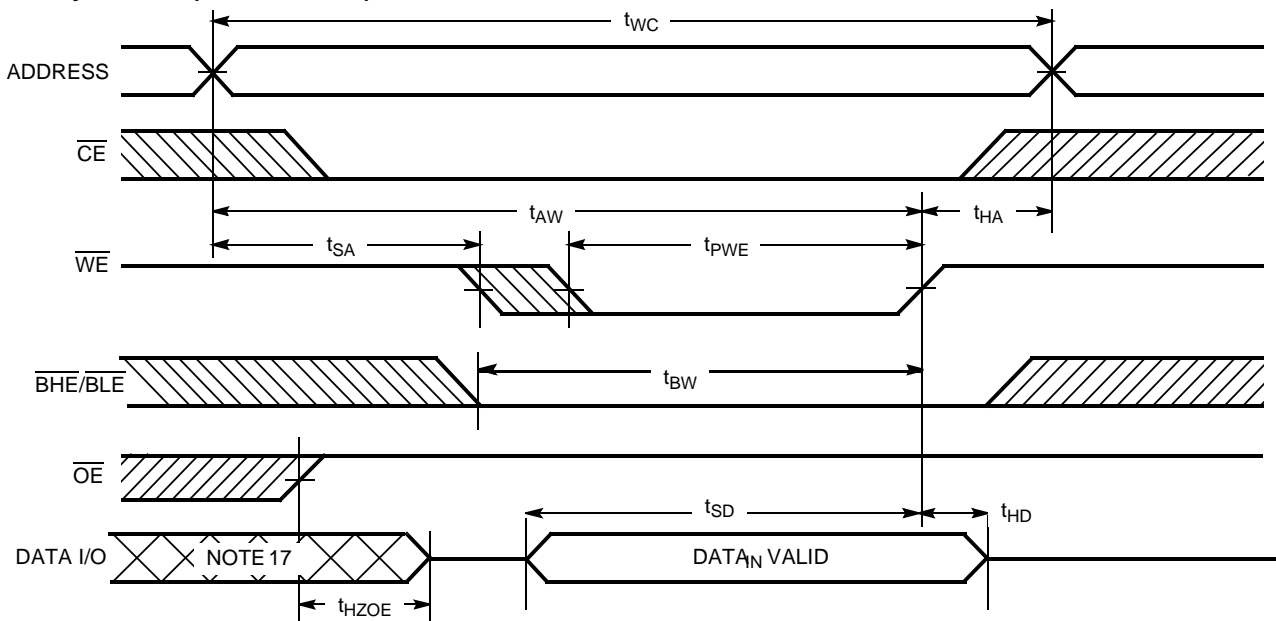 tWC
ADDRESS
CE
tAW
tHA
tSA
tPWE
WE
tBW
BHE/BLE
OE
tSD
tHD
DATA I/O
NOTE 17
DATAIN VALID
tHZOE